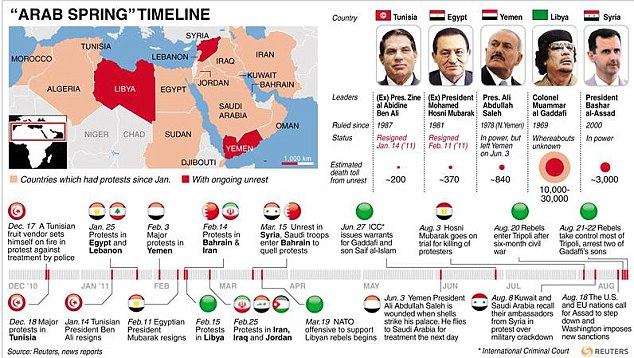 "ARAB SPRING" TIMELINE
SYRIA
TUNISIA
LEBANON
IRAN
MOROCCO
IRAQ
KUWAIT
JORDAN
BAHRAIN
ALGERIA
LIBYA
EGYPT
SAUDI
ARABIA
OMAN
NIGER
CHAD
SUDAN
YEMEN
DJIBOUTI
1,000 km
Countries which had protests since Jan.
With ongoing unrest
Country
Tunisia
Egypt
Yemen
Libya
Syria
Leaders
(Ex) Pres. Zine
al Abidine
Ben Ali
(Ex) President
Mohamed
Hosni Mubarak
Pres. Ali
Abdullah
Saleh
Colonel
Muammar
al Gaddafi
President
Bashar
al-Assad
Ruled since
1987
1981
1978 (N.Yemen)
1969
2000
Status
Resigned
Jan. 14 ('11)
Resigned
Feb. 11 ('11)
In power, but
left Yemen
on Jun. 3
Whereabouts
unknown
In power
Estimated
death toll
from unrest
~200
~370
~840
10,000-
30,000
~3,000
Dec. 17 A Tunisian
fruit vendor sets
himself on fire in
protest against
treatment by police
Jan. 25
Protests in
Egypt and
Lebanon
Feb. 3
Major
protests in
Yemen
Feb.14
Protests in
Bahrain &
Iran
Mar. 15 Unrest in
Syria, Saudi troops
enter Bahrain to
quell protests
Jun. 27 ICC*
issues warrants
for Gaddafi and
son Saif al-Islam
Aug. 3 Hosni
Mubarak goes
on trial for
killing of
protesters
Aug. 20 Rebels
enter Tripoli after
six-month civil
war
Aug. 21-22 Rebels
take control most
of Tripoli,
arrest two of
Gadaffi's sons
DEC '10
JAN '11
FEB
MAR
APR
MAY
JUN
JUL
AUG
Dec. 18 Major
protests in
Tunisia
Jan. 14 Tunisian
President Ben
Ali resigns
Feb.11 Egyptian
President
Mubarak resigns
Feb.15
Protests
in Libya
Feb.25
Protests in Iran,
Iraq and Jordan
Mar.19 NATO
offensive to support
Libyan rebels begins
Jun. 3 Yemen President
Ali Abdullah Saleh is
wounded when shells
strike his palace. He flies
to Saudi Arabia for
treatment the next day
Aug. 8 Kuwait and
Saudi Arabia recall
their ambassadors
from Syria in
protest over
military crackdown
Aug. 18 The U.S.
and EU nations call
for Assad to step
down and
Washington imposes
new sanctions
Source: Reuters, news reports
* International Criminal Court
REUTERS